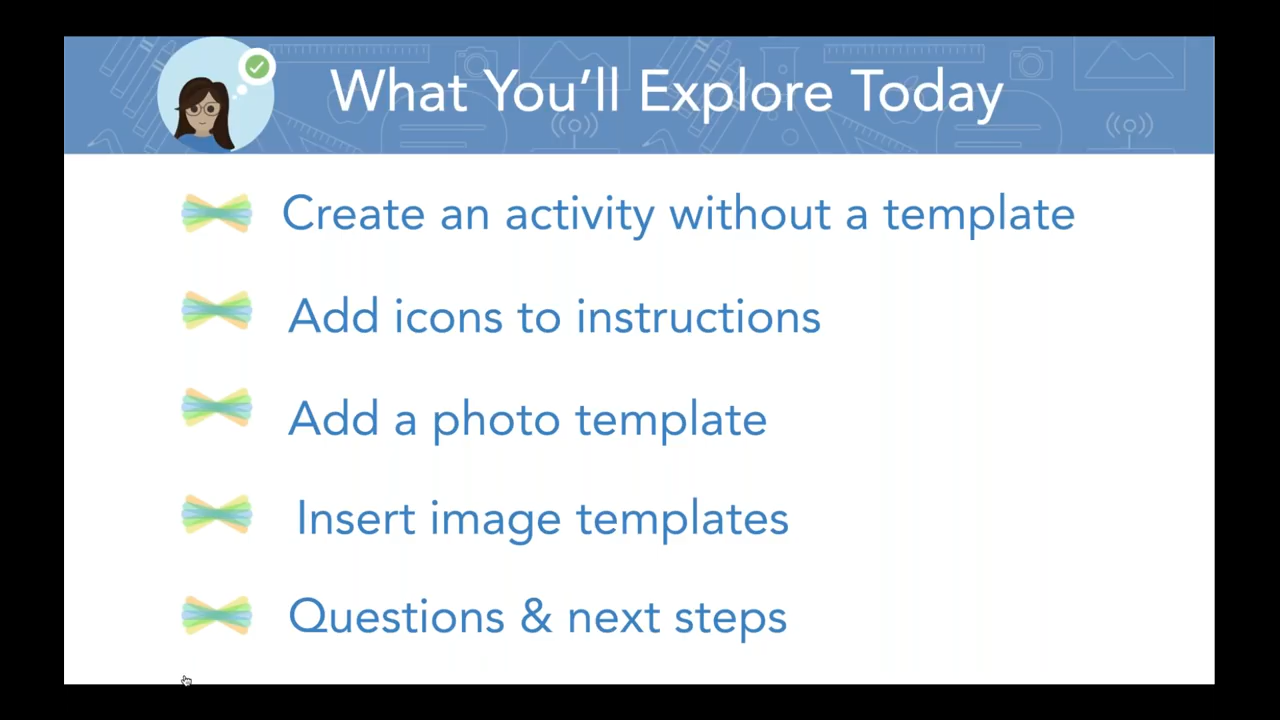 What You’ll Explore Today
Create an activity without a template
Add icons to instructions
Add a photo template
Insert image templates
Questions & next steps